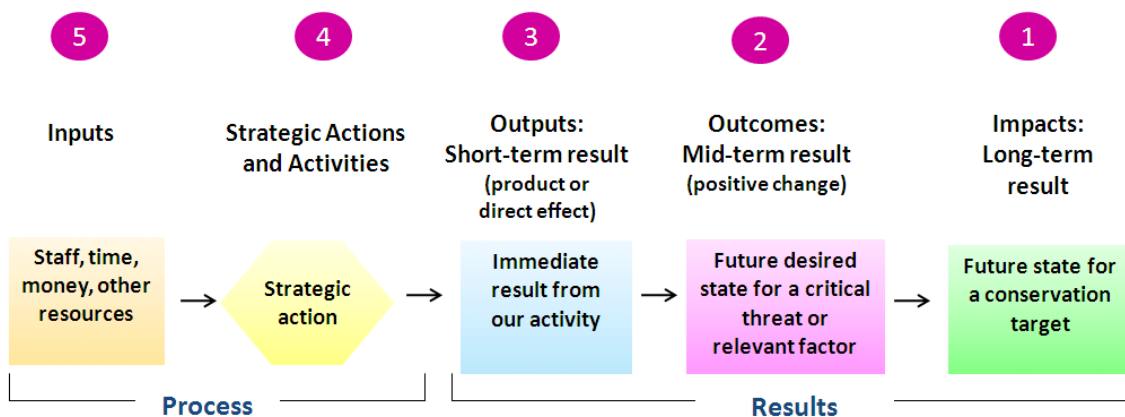 5
4
3
2
1
Inputs
Strategic Actions
and Activities
Outputs:
Short-term result
(product or
direct effect)
Outcomes:
Mid-term result
(positive change)
Impacts:
Long-term
result
Staff, time,
money, other
resources
Strategic
action
Immediate
result from
our activity
Future desired
state for a critical
threat or
relevant factor
Future state for
a conservation
target
Process
Results